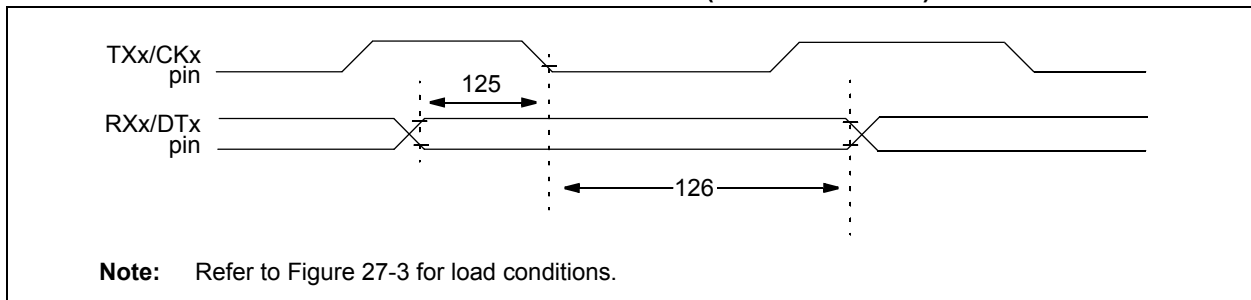 TXx/CKx
pin
125
RXx/DTx
pin
126
Note: Refer to Figure 27-3 for load conditions.